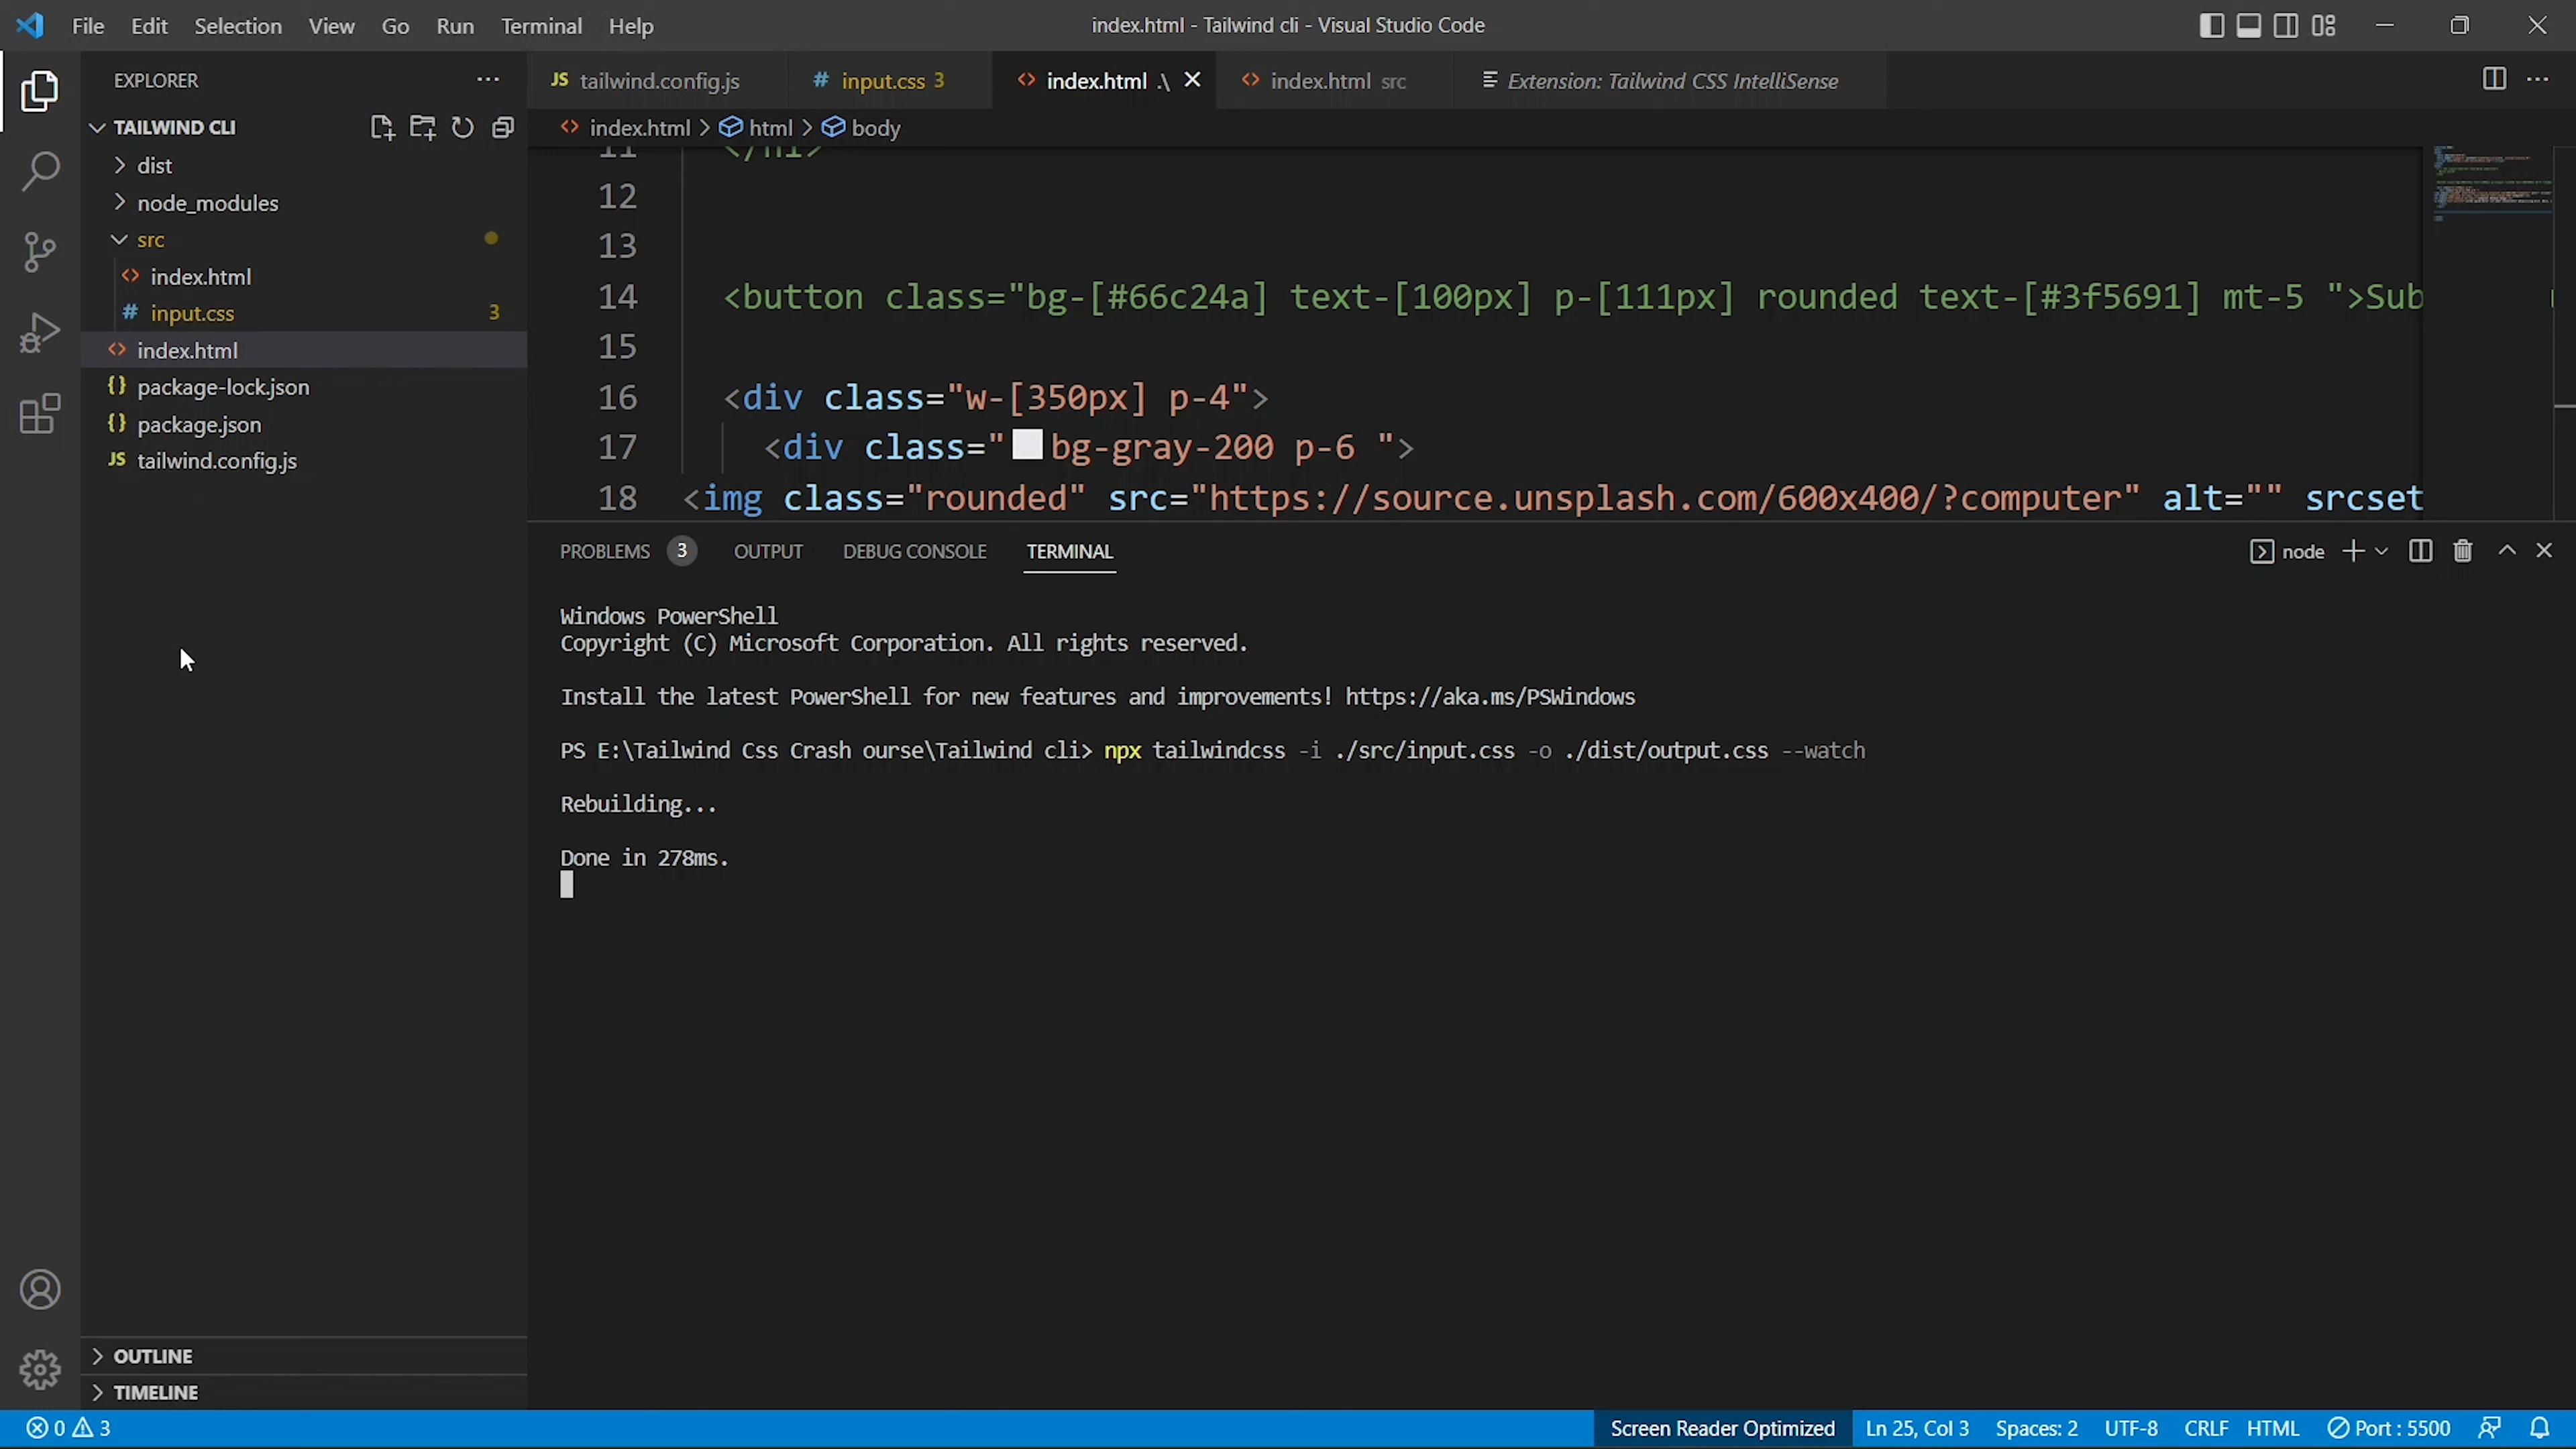 File Edit Selection View Go Run Terminal Help
index.html - Tailwind cli - Visual Studio Code
EXPLORER
TAILWIND CLI
dist
node_modules
src
index.html
input.css 3
index.html
package-lock.json
package.json
tailwind.config.js
OUTLINE
TIMELINE
JS tailwind.config.js # input.css 3 <> index.html .\ <> index.html src Extension: Tailwind CSS IntelliSense
<> index.html > html > body
11 </h1>
12
13
14 <button class="bg-[#66c24a] text-[100px] p-[111px] rounded text-[#3f5691] mt-5 ">Sub
15
16 <div class="w-[350px] p-4">
17 <div class="bg-gray-200 p-6 ">
18 <img class="rounded" src="https://source.unsplash.com/600x400/?computer" alt="" srcset
PROBLEMS 3 OUTPUT DEBUG CONSOLE TERMINAL
node
Windows PowerShell
Copyright (C) Microsoft Corporation. All rights reserved.
Install the latest PowerShell for new features and improvements! https://aka.ms/PSWindows
PS E:\Tailwind Css Crash ourse\Tailwind cli> npx tailwindcss -i ./src/input.css -o ./dist/output.css --watch
Rebuilding...
Done in 278ms.
0 3
Screen Reader Optimized Ln 25, Col 3 Spaces: 2 UTF-8 CRLF HTML Port : 5500